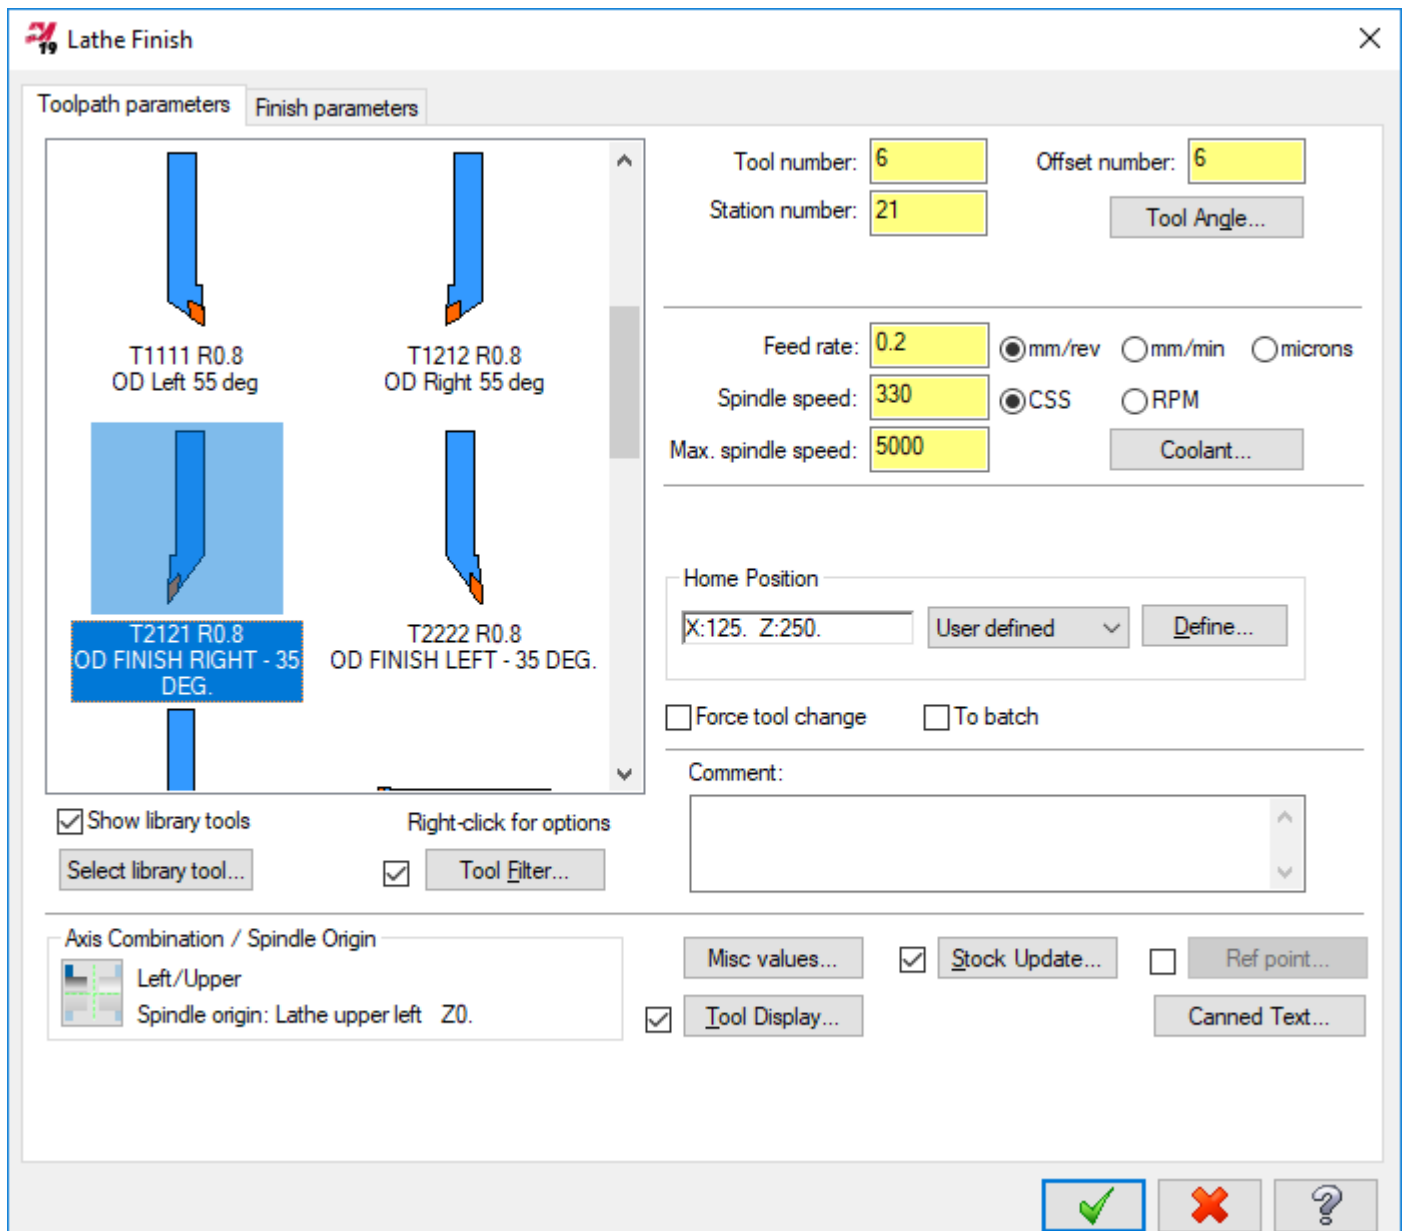 19 Lathe Finish
Toolpath parameters
Finish parameters
T1111 R0.8
OD Left 55 deg
T1212 R0.8
OD Right 55 deg
T2121 R0.8
OD FINISH RIGHT - 35
DEG.
T2222 R0.8
OD FINISH LEFT - 35 DEG.
Show library tools
Right-click for options
Select library tool...
Tool Filter...
Tool number: 6
Offset number: 6
Station number: 21
Tool Angle...
Feed rate: 0.2 mm/rev mm/min microns
Spindle speed: 330 CSS RPM
Max. spindle speed: 5000
Coolant...
Home Position
X:125. Z:250.
User defined
Define...
Force tool change
To batch
Comment:
Axis Combination / Spindle Origin
Left/Upper
Spindle origin: Lathe upper left Z0.
Misc values...
Stock Update...
Ref point...
Tool Display...
Canned Text...